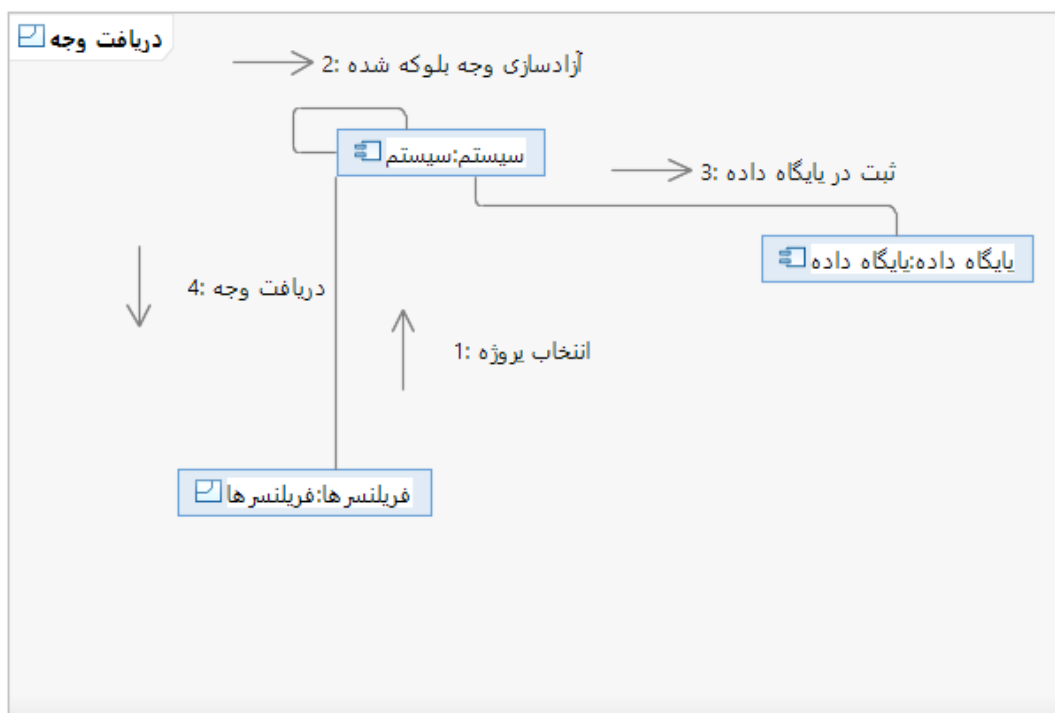 دریافت وجه
2: آزادسازی وجه بلوکه شده
سیستم:سیستم
3: ثبت در پایگاه داده
پایگاه داده:پایگاه داده
4: دریافت وجه
1: انتخاب پروژه
فریلنسرها:فریلنسرها